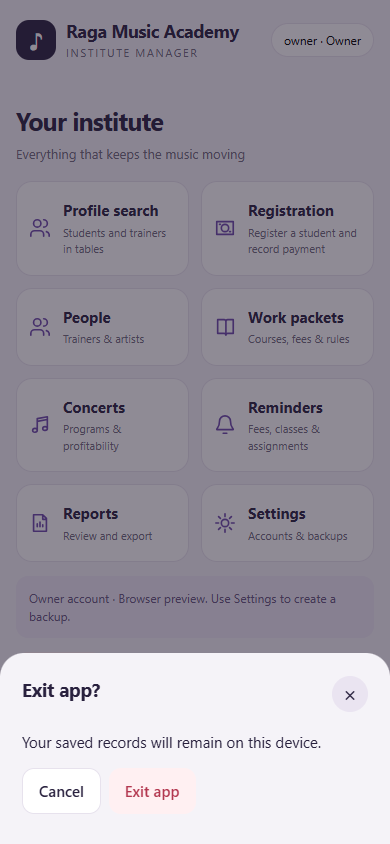 Raga Music Academy
INSTITUTE MANAGER
owner · Owner
Your institute
Everything that keeps the music moving
Profile search
Students and trainers
in tables
Registration
Register a student and
record payment
People
Trainers & artists
Work packets
Courses, fees & rules
Concerts
Programs &
profitability
Reminders
Fees, classes &
assignments
Reports
Review and export
Settings
Accounts & backups
Owner account · Browser preview. Use Settings to create a
backup.
Exit app?
×
Your saved records will remain on this device.
Cancel
Exit app